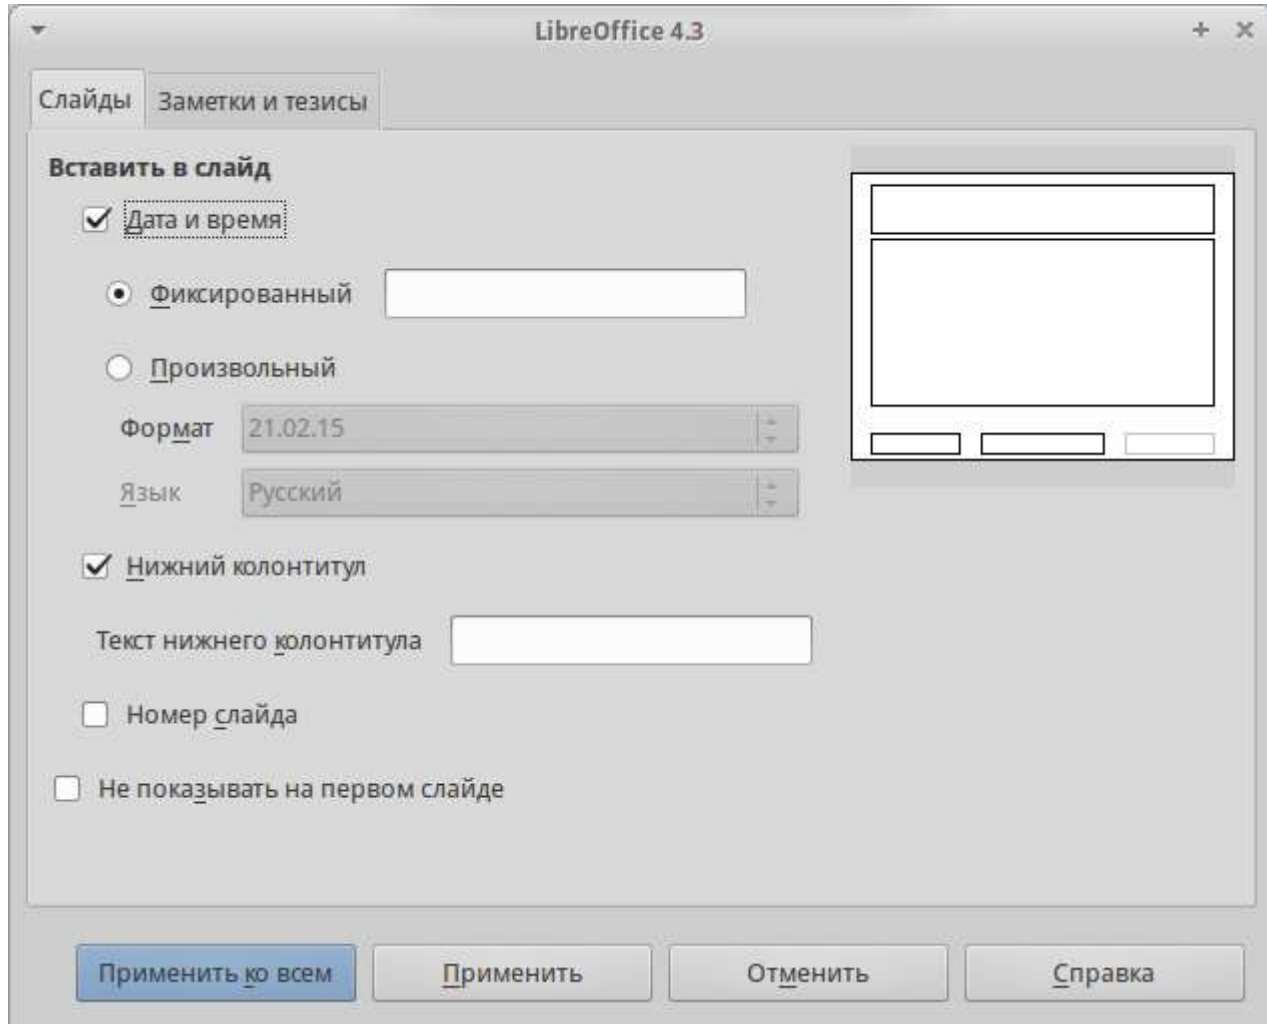 LibreOffice 4.3
Слайды Заметки и тезисы
Вставить в слайд
Дата и время
Фиксированный
Произвольный
Формат 21.02.15
Язык Русский
Нижний колонтитул
Текст нижнего колонтитула
Номер слайда
Не показывать на первом слайде
Применить ко всем Применить Отменить Справка